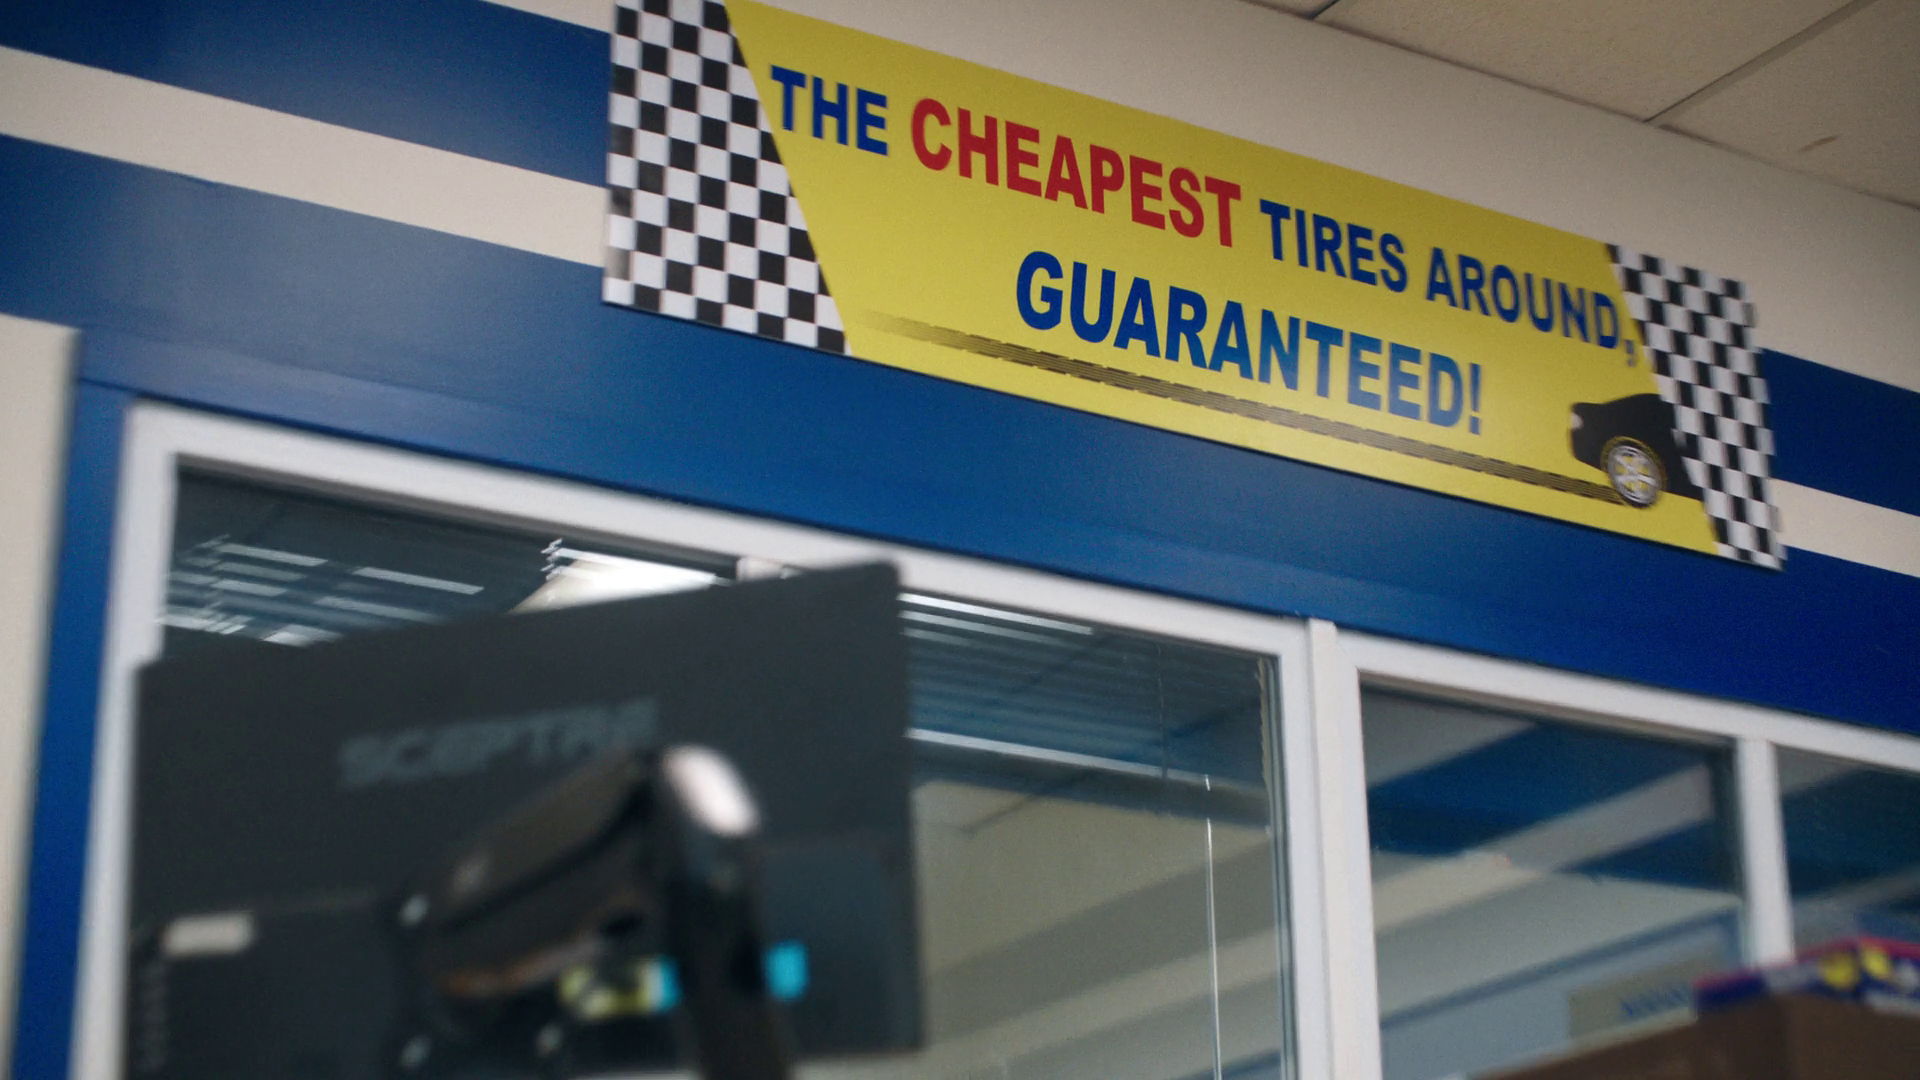 THE CHEAPEST TIRES AROUND,
GUARANTEED!
SCEPTRE